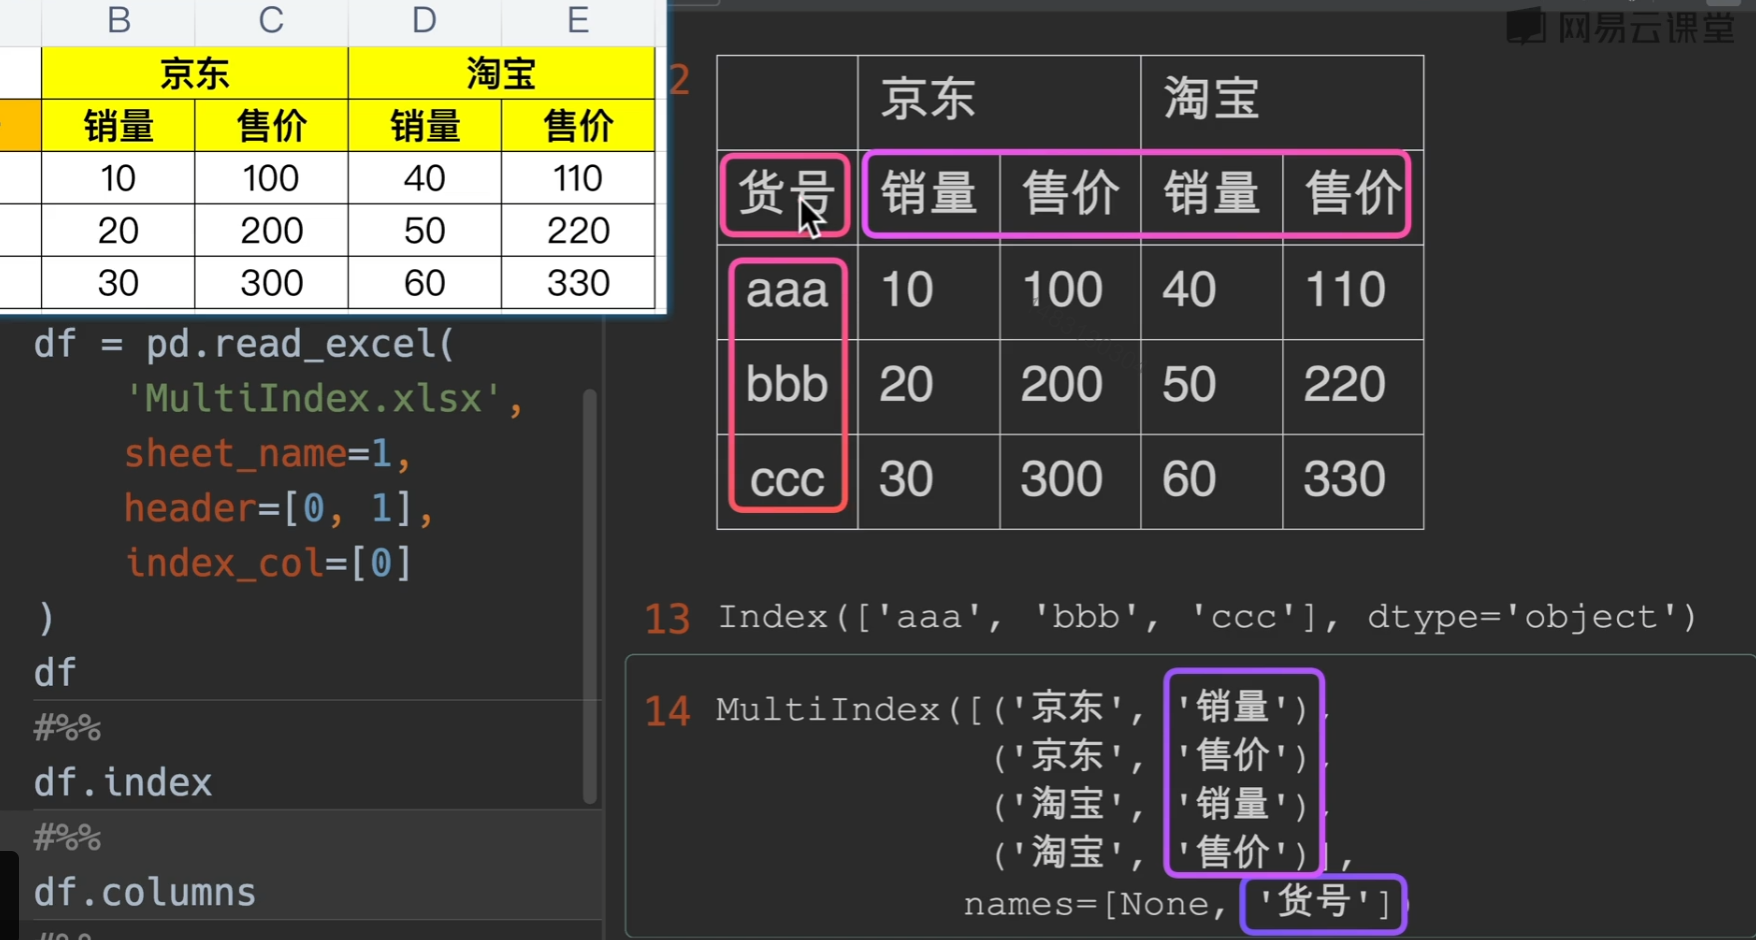 B C D E
京东 淘宝
销量 售价 销量 售价
10 100 40 110
20 200 50 220
30 300 60 330
df = pd.read_excel(
'MultiIndex.xlsx',
sheet_name=1,
header=[0, 1],
index_col=[0]
)
df
#%%
df.index
#%%
df.columns
网易云课堂
2
京东 淘宝
货号 销量 售价 销量 售价
aaa 10 100 40 110
bbb 20 200 50 220
ccc 30 300 60 330
13 Index(['aaa', 'bbb', 'ccc'], dtype='object')
14 MultiIndex([('京东', '销量'),
('京东', '售价'),
('淘宝', '销量'),
('淘宝', '售价')],
names=[None, '货号'])